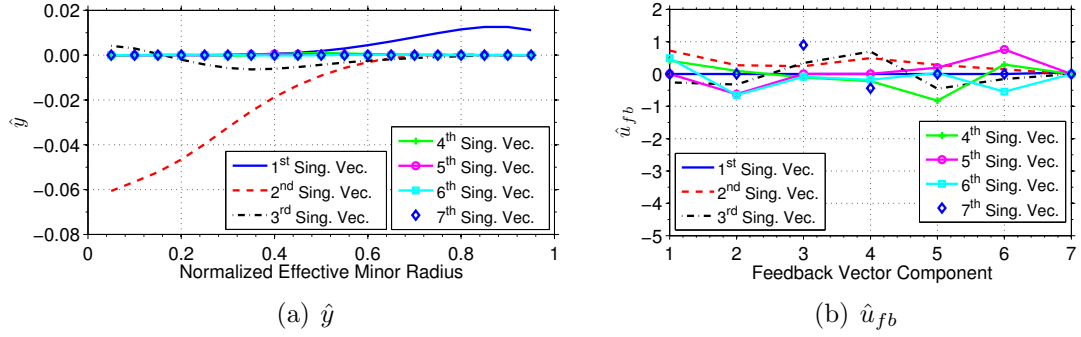 0.02
0.00
−0.02
−0.04
−0.06
−0.08
ŷ
0
0.2
0.4
0.6
0.8
1
Normalized Effective Minor Radius
1st Sing. Vec.
2nd Sing. Vec.
3rd Sing. Vec.
4th Sing. Vec.
5th Sing. Vec.
6th Sing. Vec.
7th Sing. Vec.
(a) ŷ
2
1
0
−1
−2
−3
−4
−5
û_fb
1
2
3
4
5
6
7
Feedback Vector Component
1st Sing. Vec.
2nd Sing. Vec.
3rd Sing. Vec.
4th Sing. Vec.
5th Sing. Vec.
6th Sing. Vec.
7th Sing. Vec.
(b) û_fb